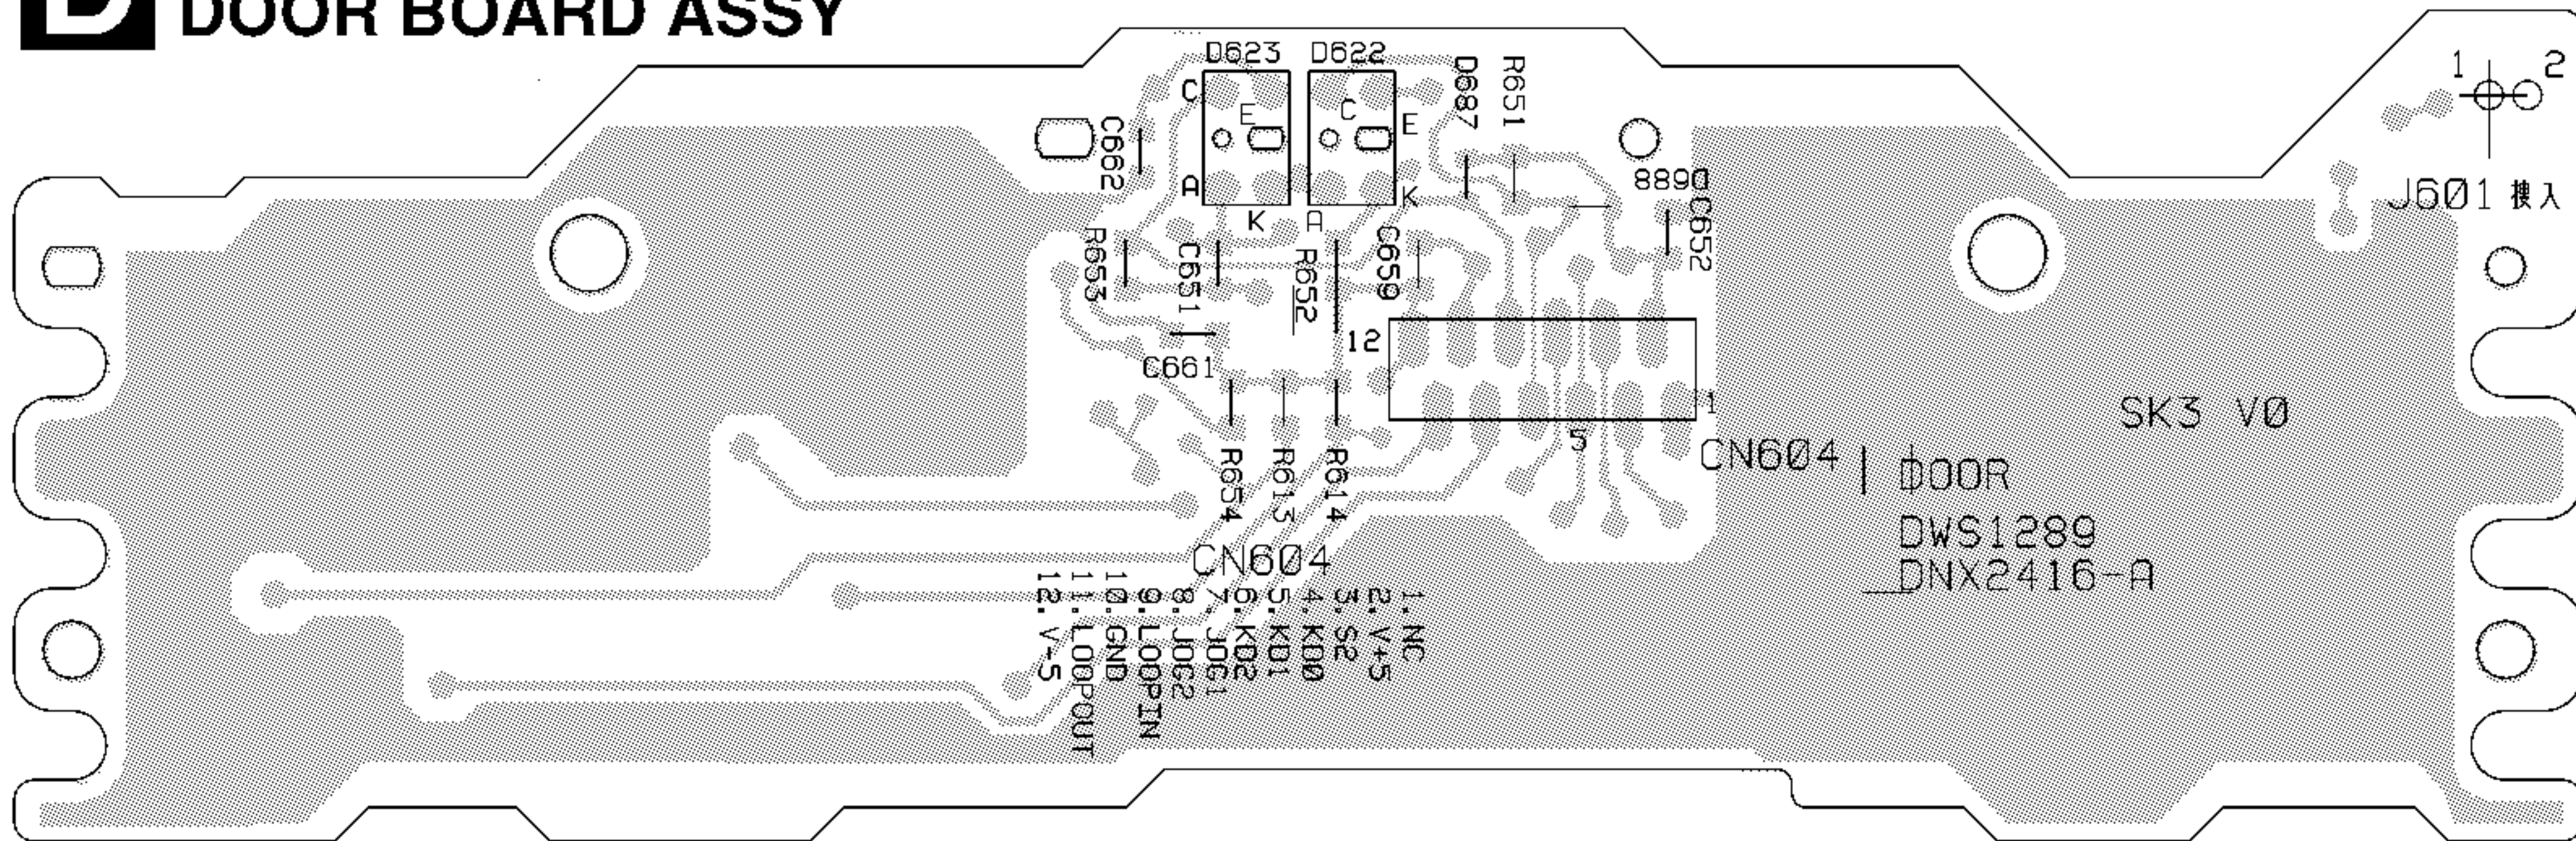 D DOOR BOARD ASSY
D623 D622
D687
R651
1 2
C
E
C
E
C662
A
K
A
K
D688
C652
J601 挿入
R653
C651
R652
C659
12
C661
1
5
SK3 VØ
CN604
DOOR
R654
R613
R614
DWS1289
DNX2416-A
CN604
1.NC
2.V+5
3.S2
4.KD0
5.KD1
6.KD2
7.JOG1
8.JOG2
9.LOOPIN
10.GND
11.LOOPOUT
12.V-5